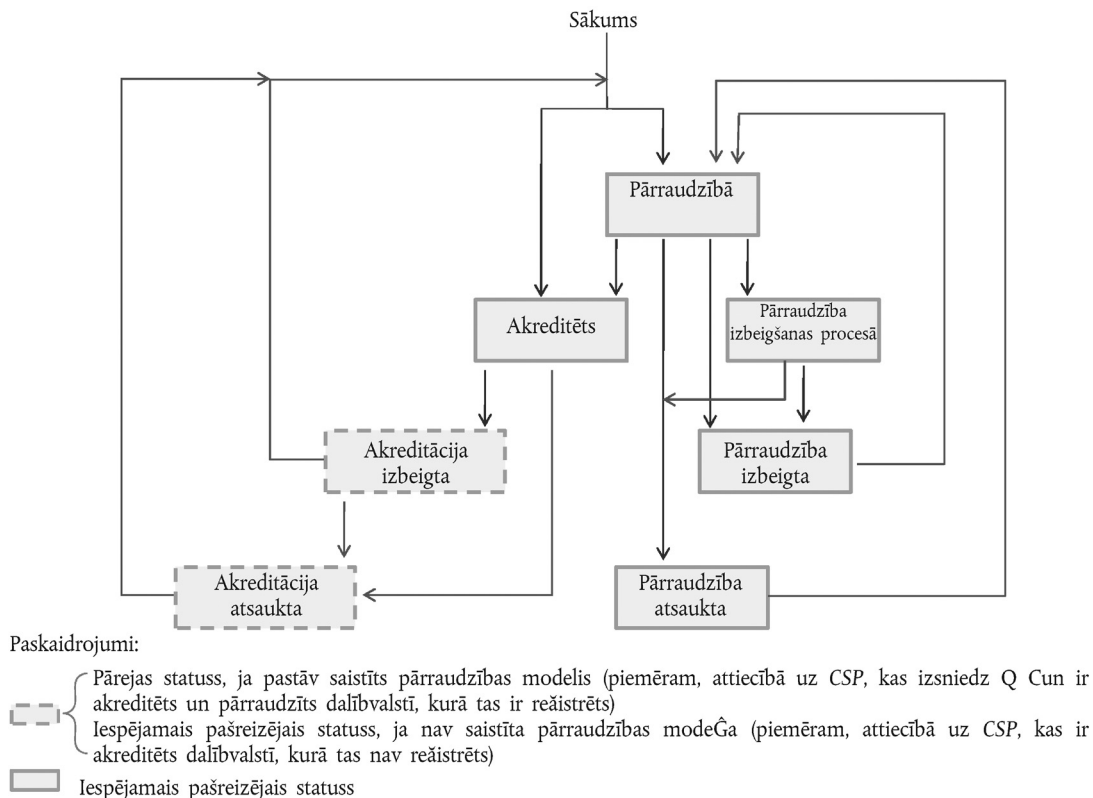 Sākums
Pārraudzībā
Akreditēts
Pārraudzība
izbeigšanas procesā
Akreditācija
izbeigta
Pārraudzība
izbeigta
Akreditācija
atsaukta
Pārraudzība
atsaukta
Paskaidrojumi:
Pārejas statuss, ja pastāv saistīts pārraudzības modelis (piemēram, attiecībā uz CSP, kas izsniedz Q Cun ir
akreditēts un pārraudzīts dalībvalstī, kurā tas ir reăistrēts)
Iespējamais pašreizējais statuss, ja nav saistīta pārraudzības modeĜa (piemēram, attiecībā uz CSP, kas ir
akreditēts dalībvalstī, kurā tas nav reăistrēts)
Iespējamais pašreizējais statuss